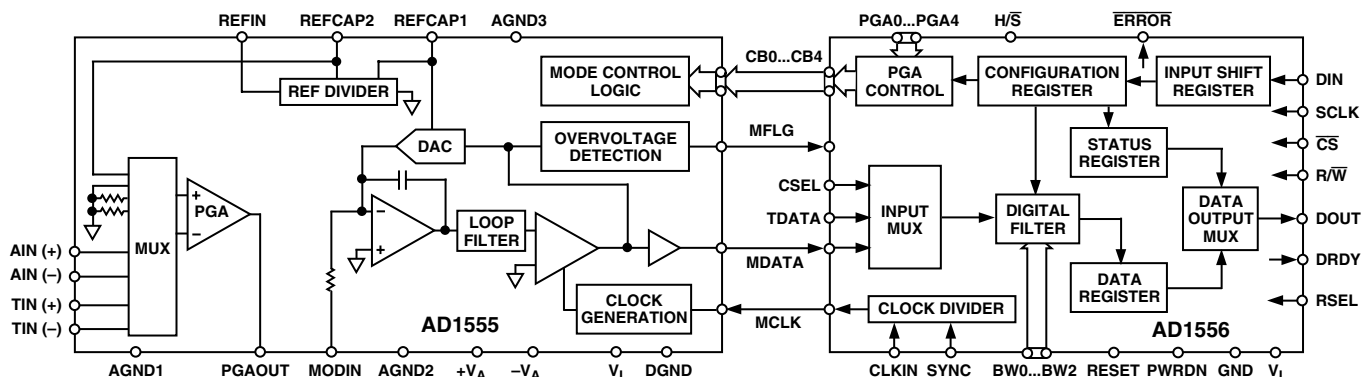 REFIN REFCAP2 REFCAP1 AGND3
PGA0...PGA4 H/S̅ E̅R̅R̅O̅R̅
CB0...CB4
REF DIVIDER
MODE CONTROL
LOGIC
PGA
CONTROL
CONFIGURATION
REGISTER
INPUT SHIFT
REGISTER
DIN
SCLK
DAC
OVERVOLTAGE
DETECTION
MFLG
STATUS
REGISTER
C̅S̅
R/W̅
MUX
+
PGA
–
–
+
LOOP
FILTER
CSEL
TDATA
MDATA
INPUT
MUX
DIGITAL
FILTER
DATA
OUTPUT
MUX
DOUT
AIN (+)
AIN (–)
TIN (+)
TIN (–)
DRDY
DATA
REGISTER
RSEL
CLOCK
GENERATION
AD1555
MCLK
CLOCK DIVIDER
AD1556
AGND1 PGAOUT MODIN AGND2 +VA –VA VL DGND
CLKIN SYNC BW0...BW2 RESET PWRDN GND VL